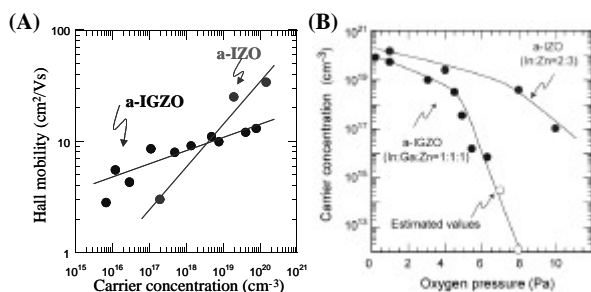 (A)
Hall mobility (cm²/Vs)
100
10
1
a-IZO
a-IGZO
10¹⁵ 10¹⁶ 10¹⁷ 10¹⁸ 10¹⁹ 10²⁰ 10²¹
Carrier concentration (cm⁻³)
(B)
Carrier concentration (cm⁻³)
10²¹
10¹⁹
10¹⁷
10¹⁵
10¹³
a-IZO
(In:Zn=2:3)
a-IGZO
(In:Ga:Zn=1:1:1)
Estimated values
0 2 4 6 8 10 12
Oxygen pressure (Pa)